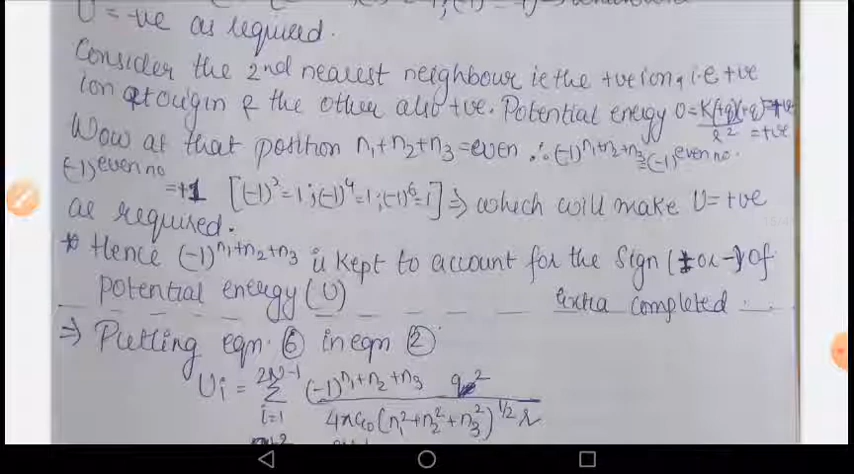 U = -ve as required.
Consider the 2nd nearest neighbour ie the +ve ion, i.e +ve
ion at origin & the other also +ve. Potential energy U = K(+q)(+q) = +ve
r² = +ve
Now at that position n₁+n₂+n₃ = even ∴ (-1)^n₁+n₂+n₃ = (-1)^even no.
(-1)^even no = +1 [(-1)² = 1; (-1)⁴ = 1; (-1)⁶ = 1] ⇒ which will make U = +ve
as required.
* Hence (-1)^n₁+n₂+n₃ is kept to account for the sign (+ or -) of
potential energy (U)
extra completed
⇒ Putting eqn. ⑥ in eqn ②
Ui = 2N-1 Σ i=1 (-1)^n₁+n₂+n₃ q² / 4πε₀(n₁²+n₂²+n₃²)^1/2 r